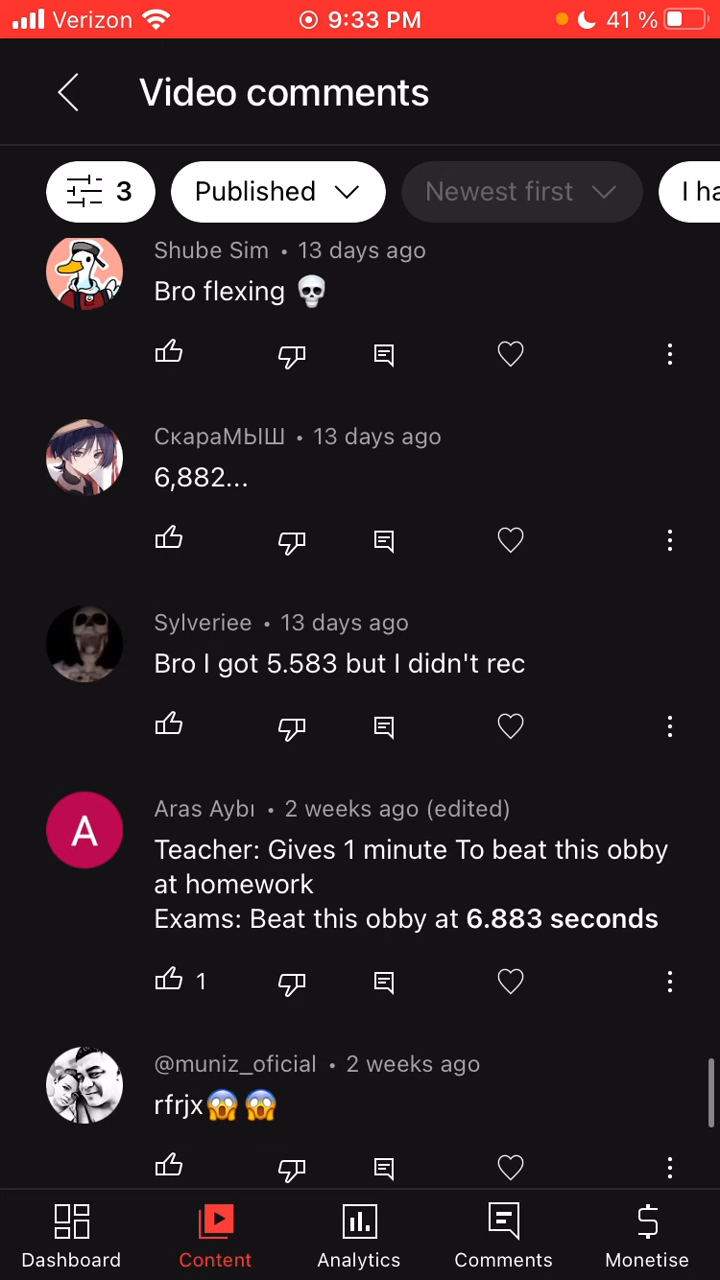 Verizon 9:33 PM 41 %
Video comments
3 Published Newest first I ha
Shube Sim • 13 days ago
Bro flexing 💀
СкараМЫШ • 13 days ago
6,882...
Sylveriee • 13 days ago
Bro I got 5.583 but I didn't rec
A
Aras Aybı • 2 weeks ago (edited)
Teacher: Gives 1 minute To beat this obby
at homework
Exams: Beat this obby at 6.883 seconds
1
@muniz_oficial • 2 weeks ago
rfrjx😱😱
Dashboard Content Analytics Comments Monetise